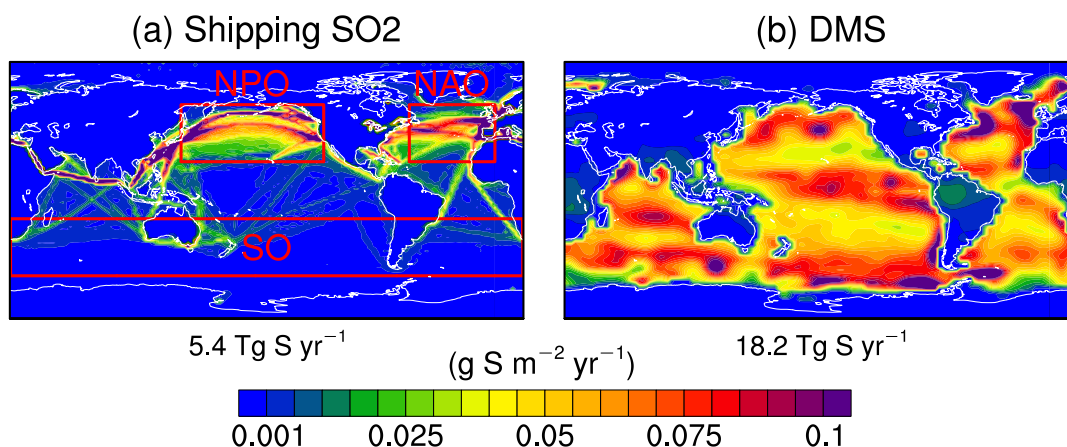 (a) Shipping SO2
(b) DMS
NPO
NAO
SO
5.4 Tg S yr⁻¹
18.2 Tg S yr⁻¹
(g S m⁻² yr⁻¹)
0.001 0.025 0.05 0.075 0.1